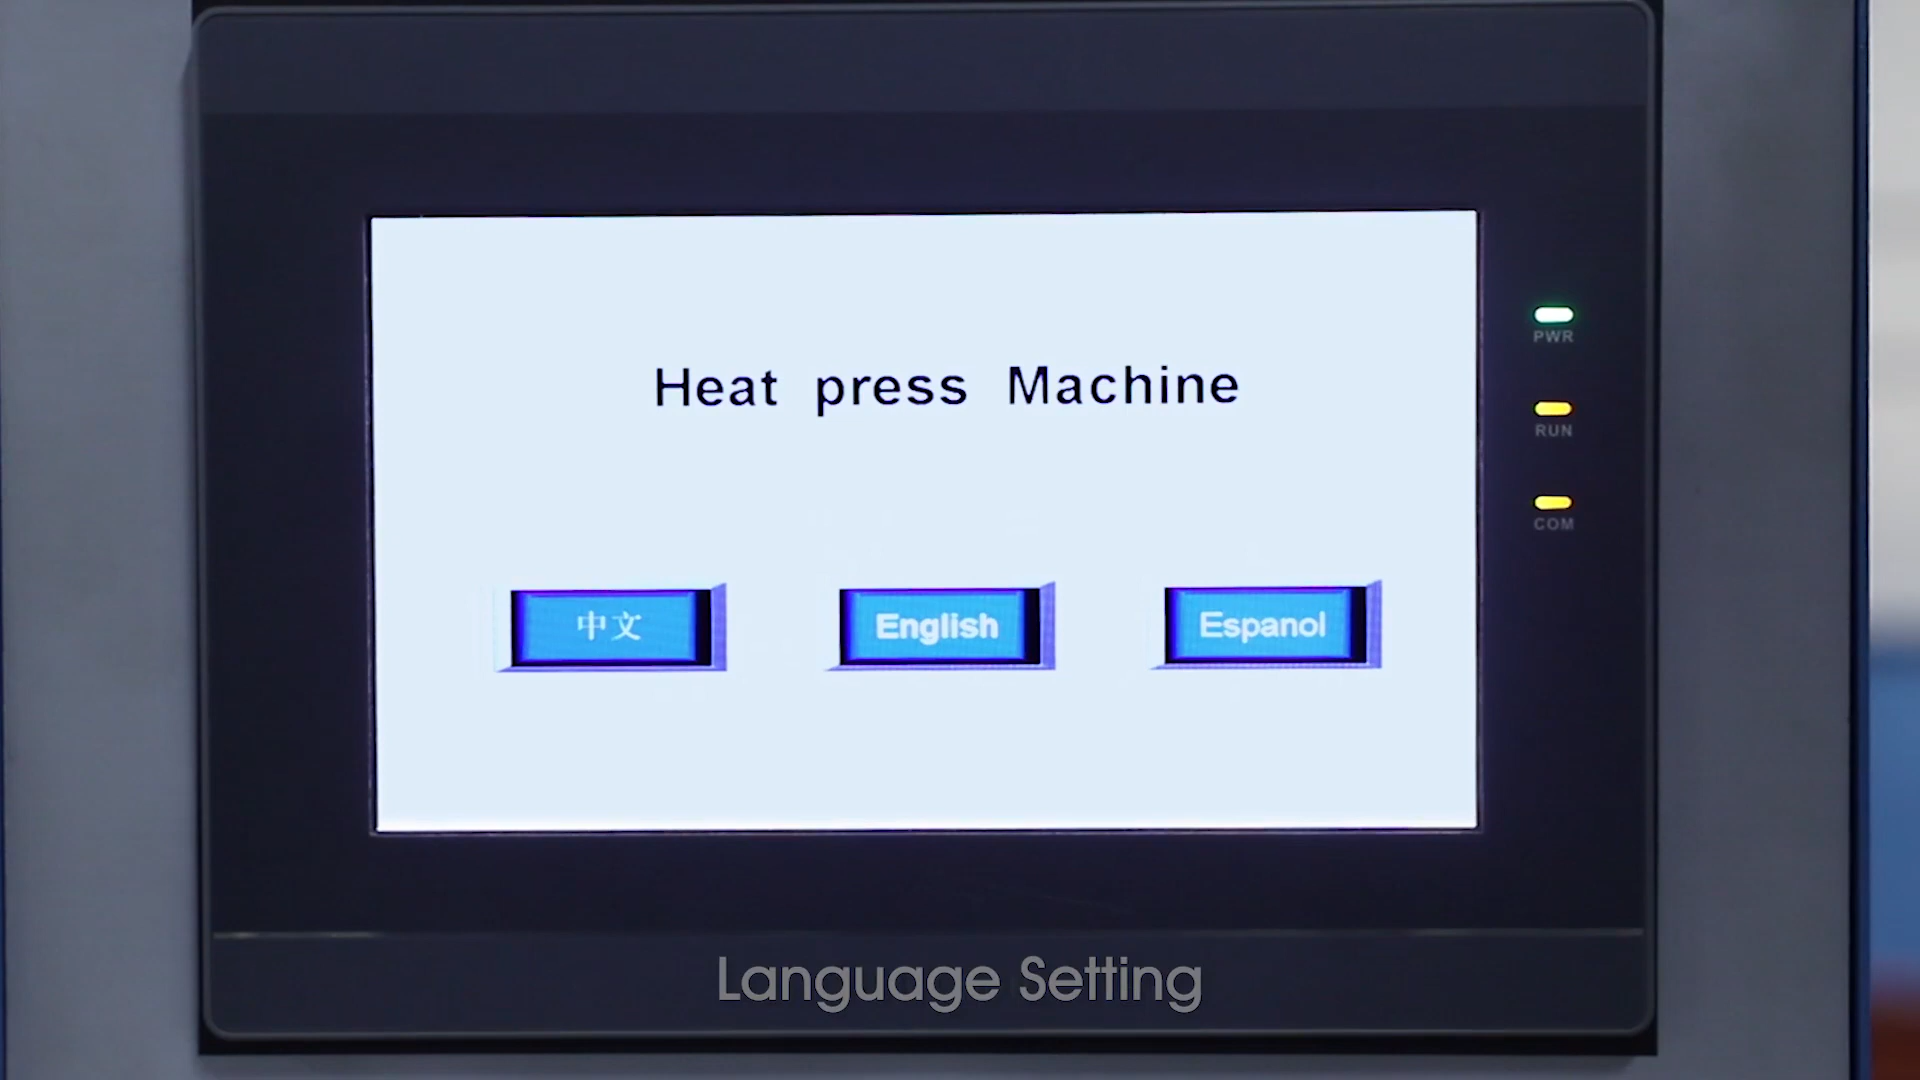 Heat press Machine
PWR
RUN
COM
中文
English
Espanol
Language Setting